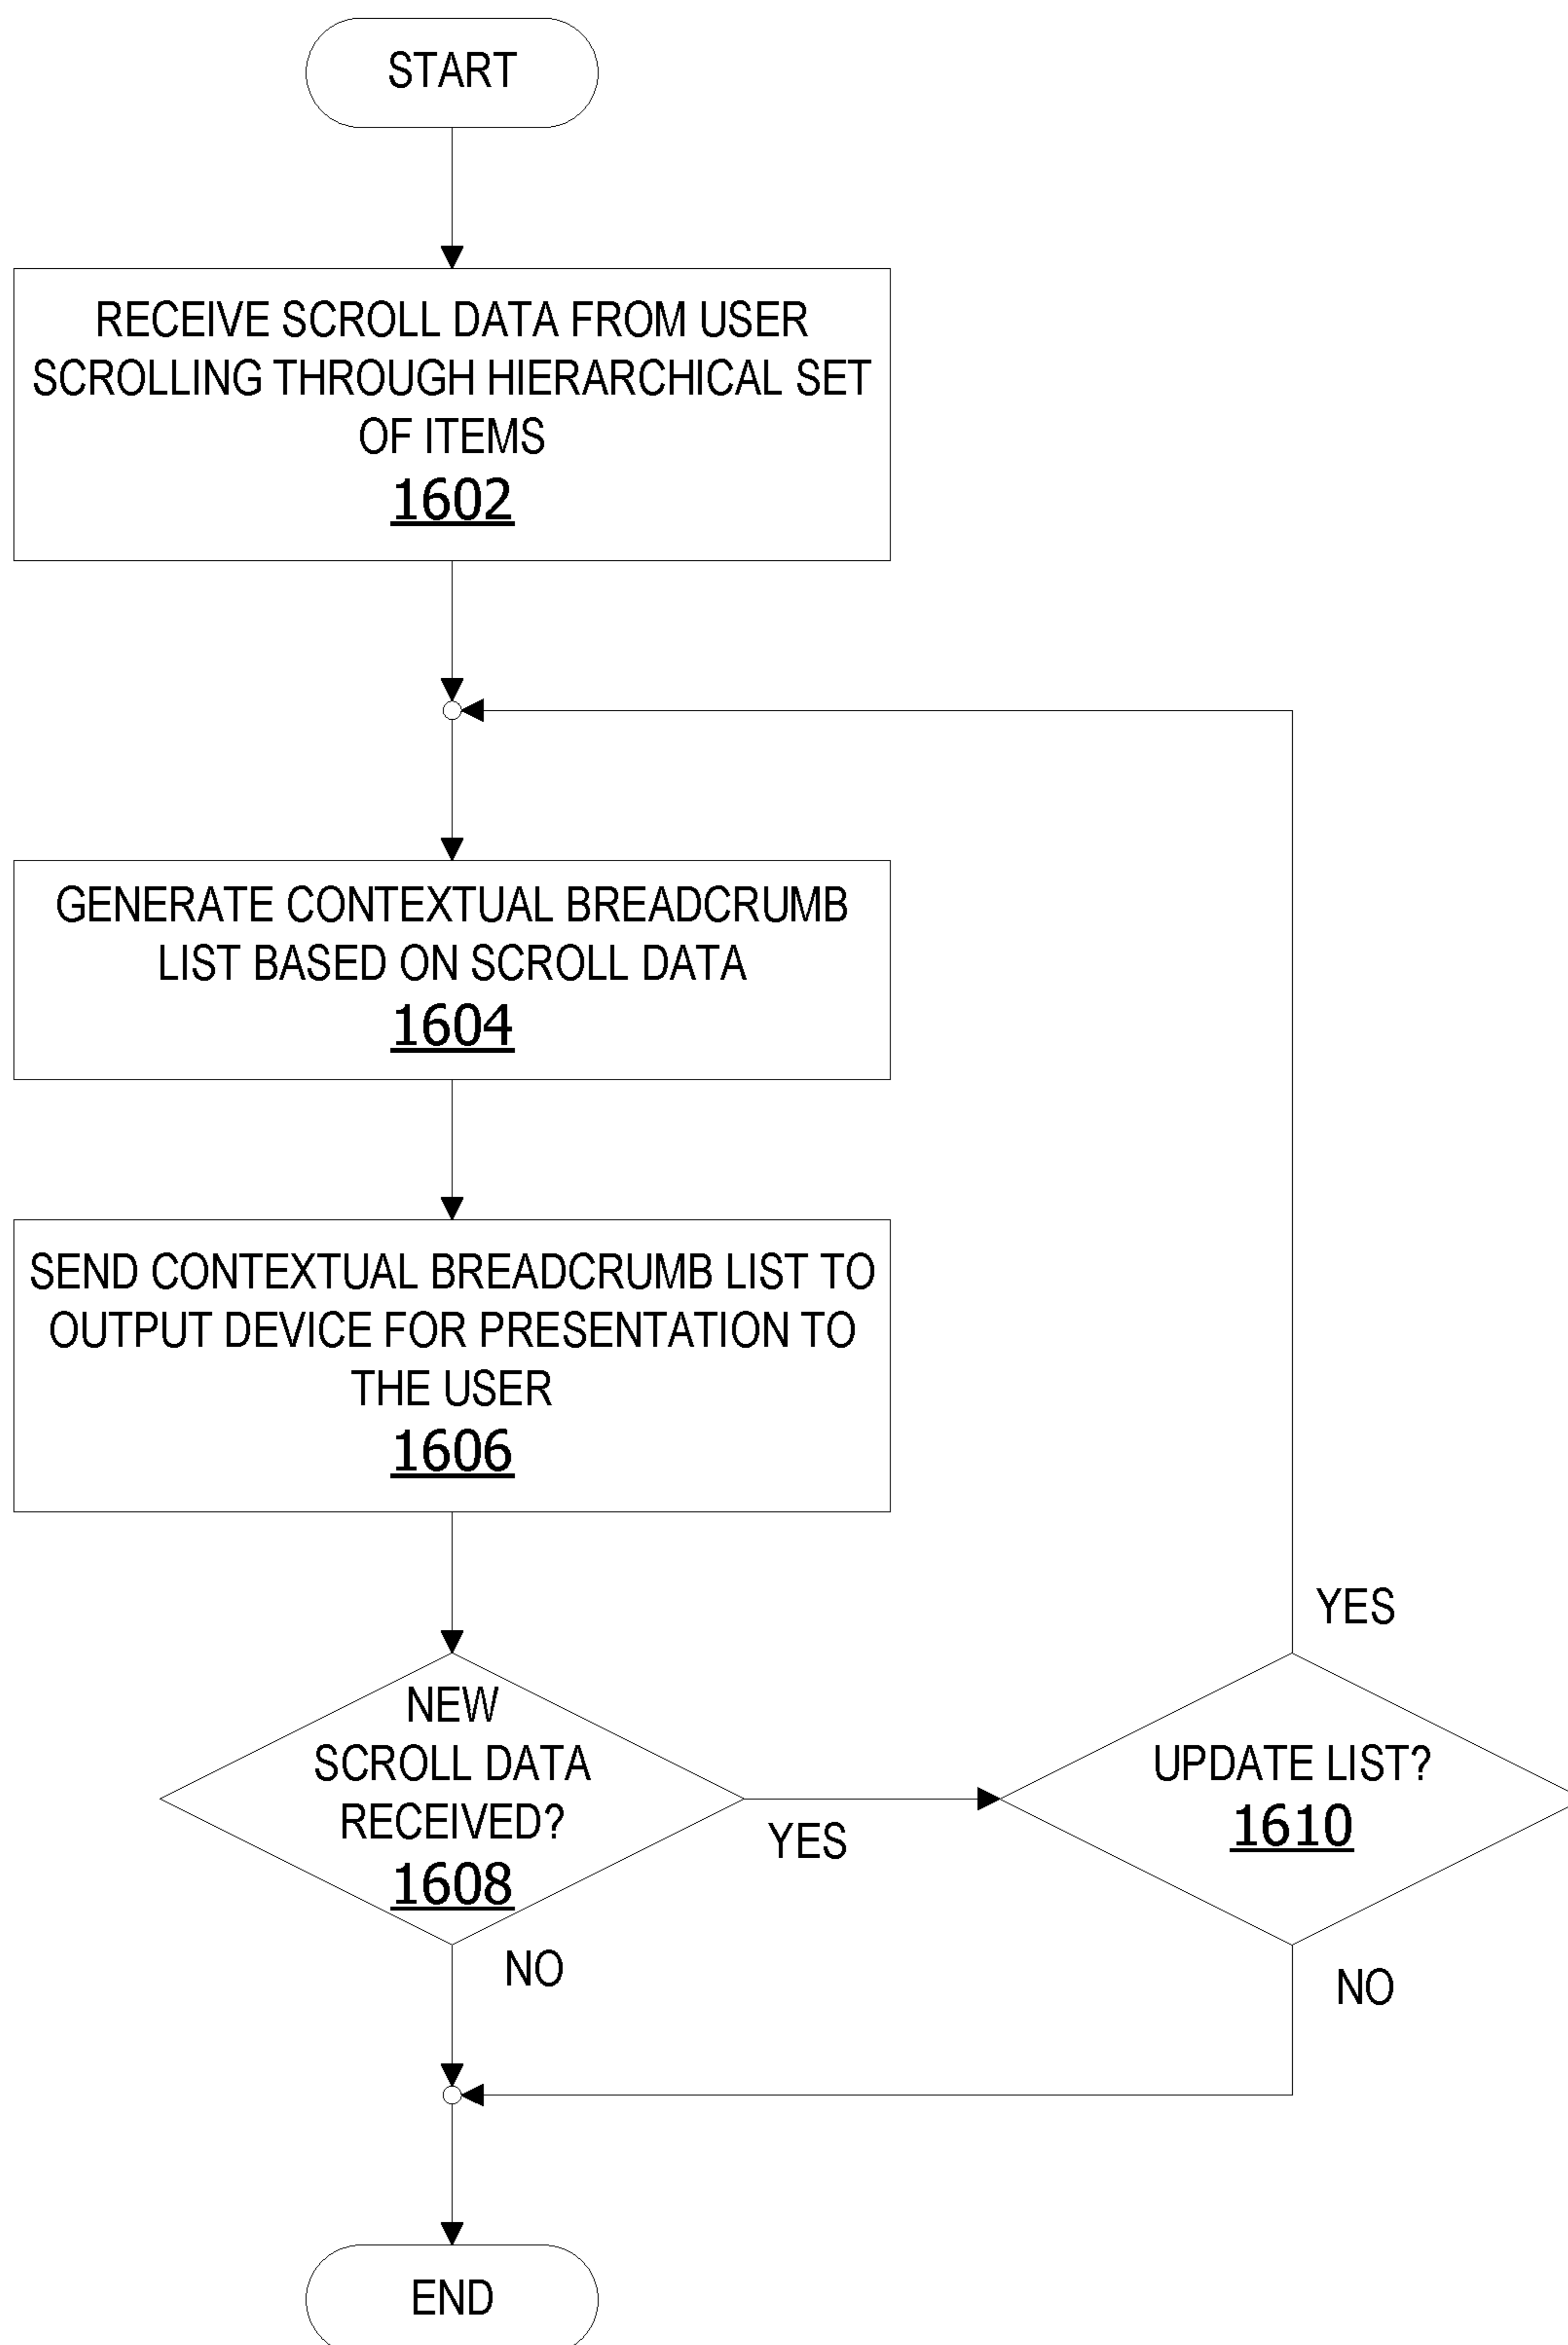 START
RECEIVE SCROLL DATA FROM USER
SCROLLING THROUGH HIERARCHICAL SET
OF ITEMS
1602
GENERATE CONTEXTUAL BREADCRUMB
LIST BASED ON SCROLL DATA
1604
SEND CONTEXTUAL BREADCRUMB LIST TO
OUTPUT DEVICE FOR PRESENTATION TO
THE USER
1606
NEW
SCROLL DATA
RECEIVED?
1608
YES
NO
UPDATE LIST?
1610
YES
NO
END